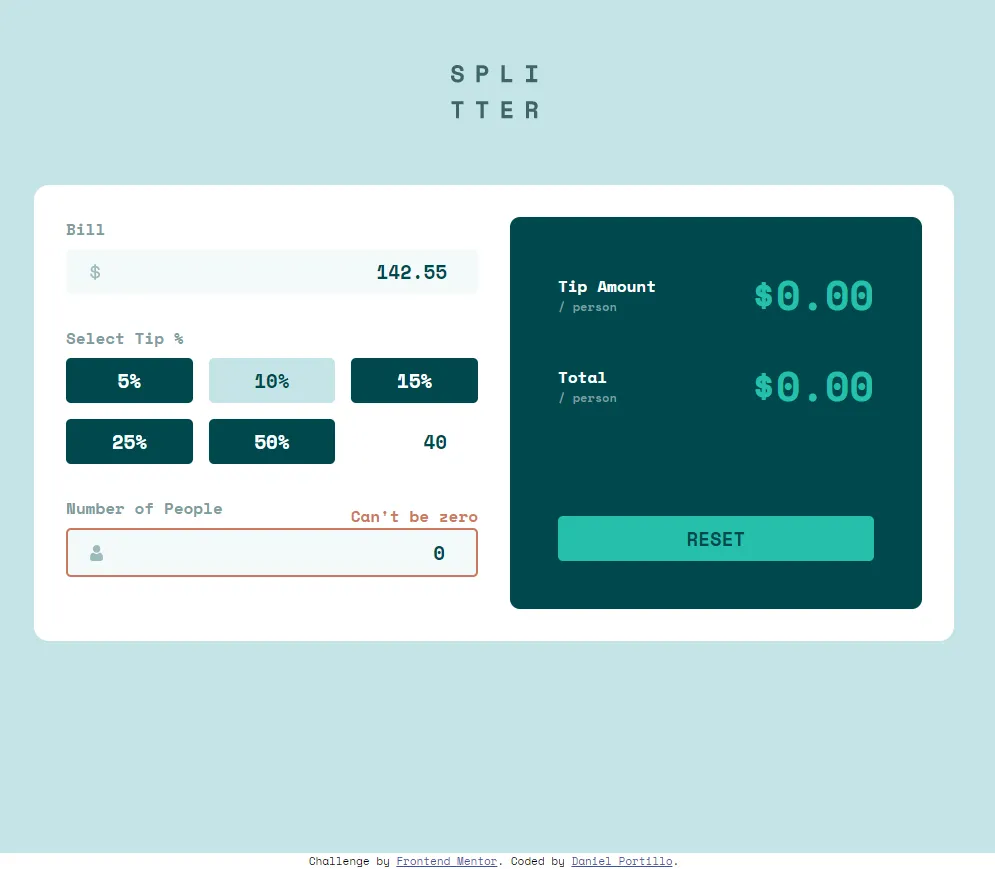 SPLI
TTER
Bill
$ 142.55
Select Tip %
5% 10% 15%
25% 50% 40
Number of People Can't be zero
0
Tip Amount
/ person
$0.00
Total
/ person
$0.00
RESET
Challenge by Frontend Mentor. Coded by Daniel Portillo.